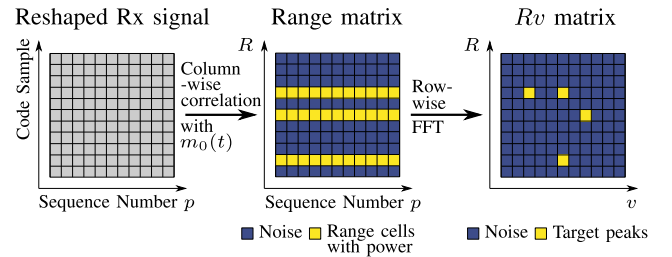 Reshaped Rx signal
Code Sample
Sequence Number p
Column
-wise
correlation
with
m₀(t)
Range matrix
R
Sequence Number p
Noise
Range cells
with power
Row-
wise
FFT
Rv matrix
R
v
Noise
Target peaks